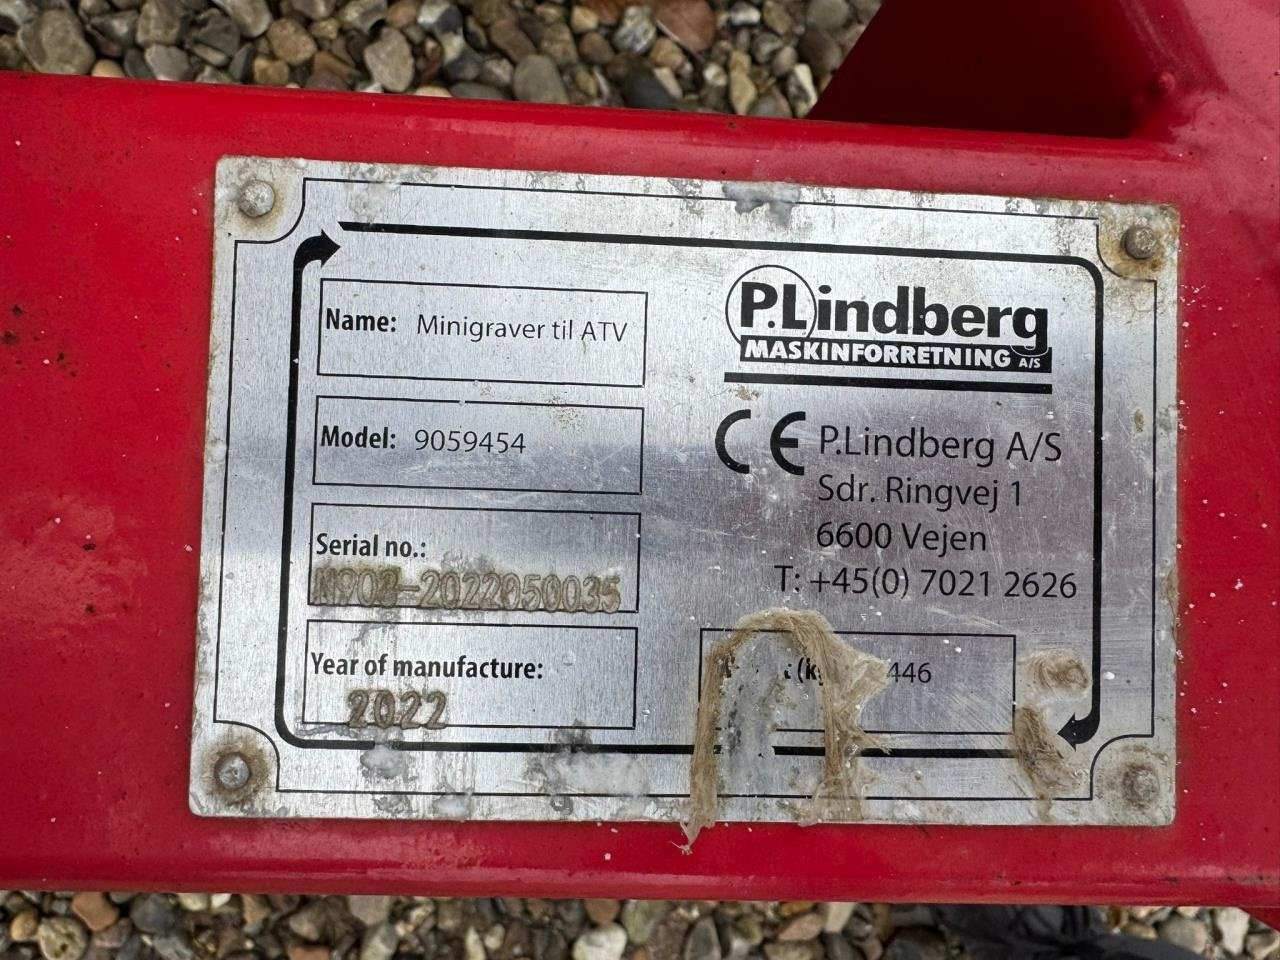 Name: Minigraver til ATV
Model: 9059454
Serial no.:
Year of manufacture:
2022
P.Lindberg
MASKINFORRETNING A/S
CE P.Lindberg A/S
Sdr. Ringvej 1
6600 Vejen
T: +45(0) 7021 2626
446